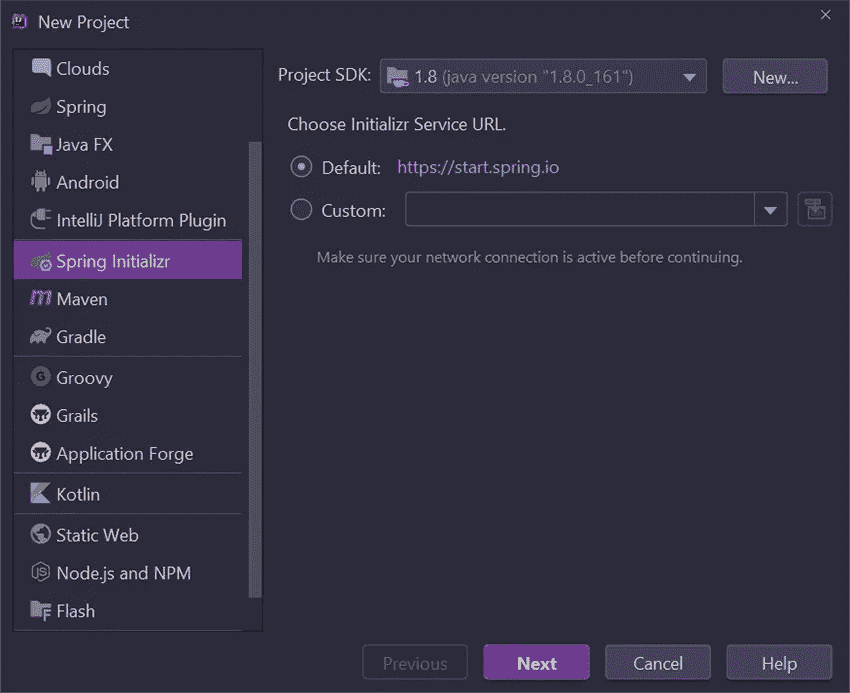 New Project
Clouds
Spring
Java FX
Android
IntelliJ Platform Plugin
Spring Initializr
Maven
Gradle
Groovy
Grails
Application Forge
Kotlin
Static Web
Node.js and NPM
Flash
Project SDK: 1.8 (java version "1.8.0_161") New...
Choose Initializr Service URL.
Default: https://start.spring.io
Custom:
Make sure your network connection is active before continuing.
Previous Next Cancel Help